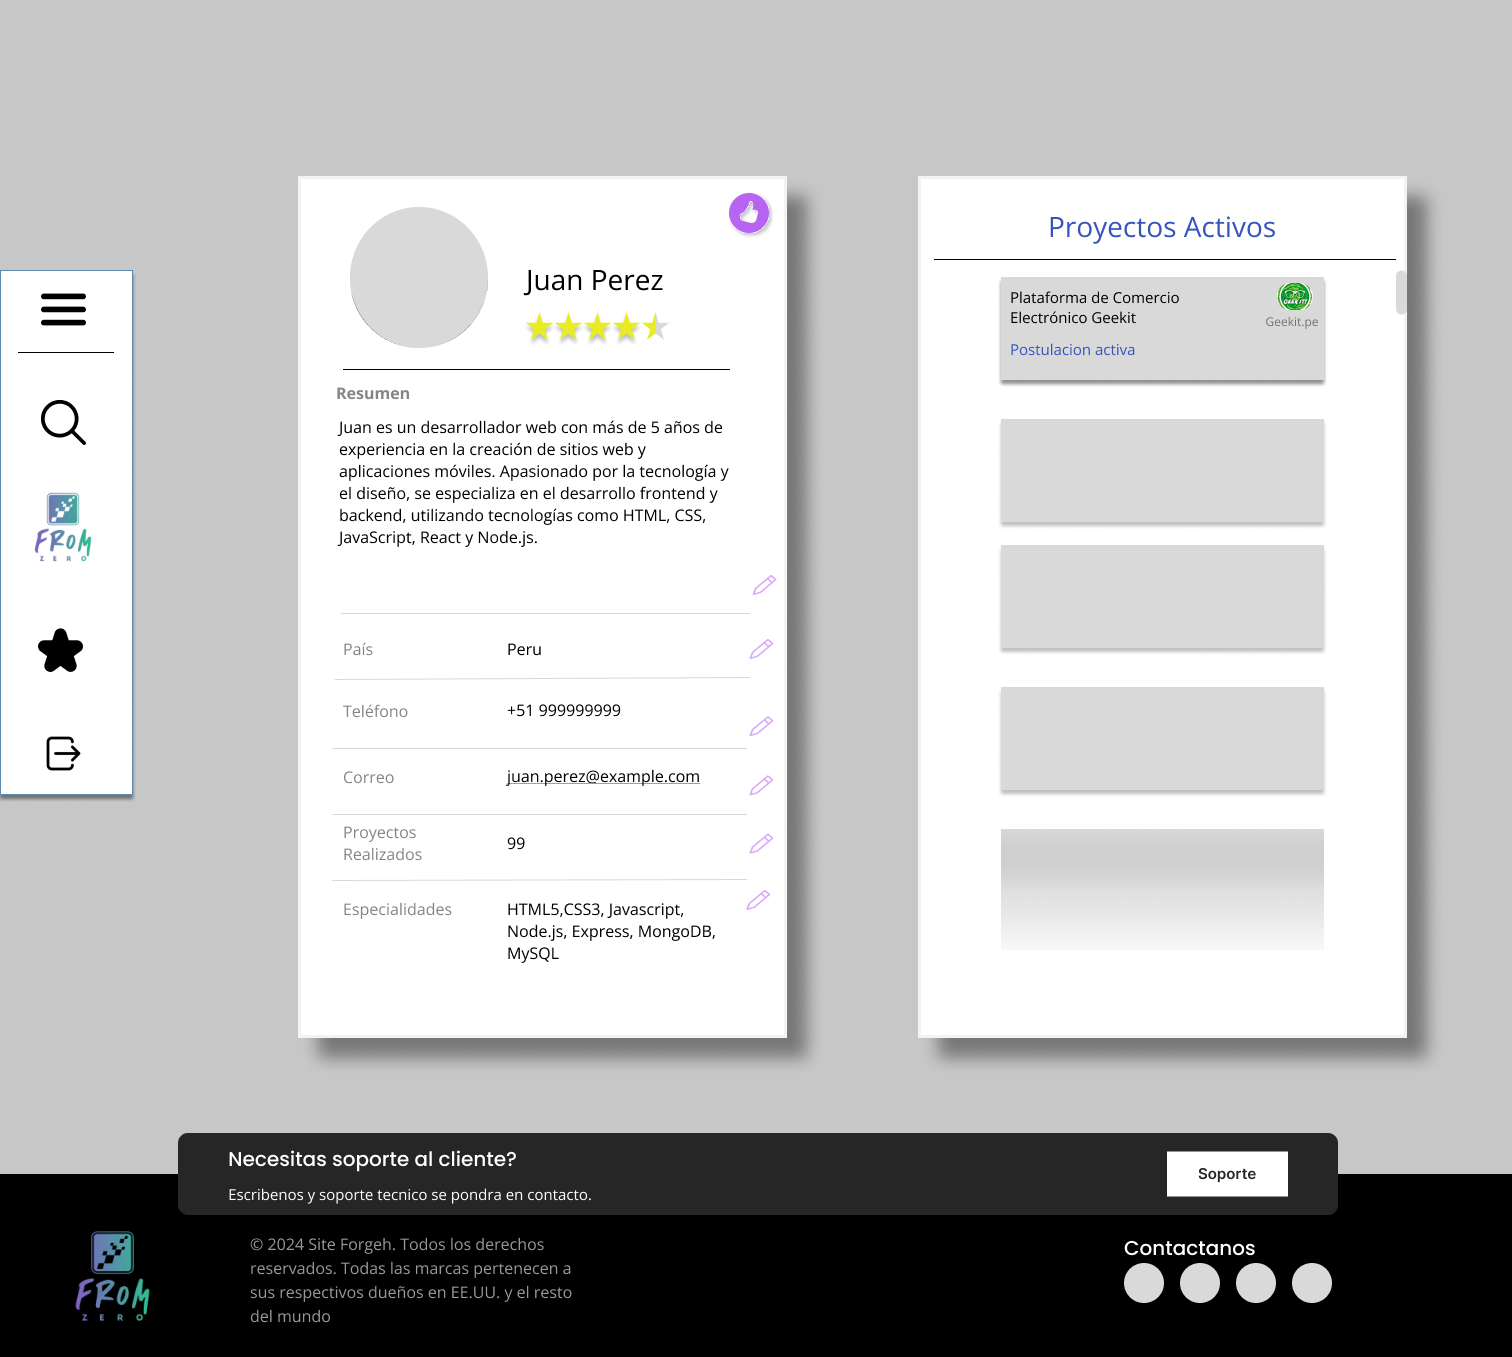 Juan Perez
Resumen
Juan es un desarrollador web con más de 5 años de
experiencia en la creación de sitios web y
aplicaciones móviles. Apasionado por la tecnología y
el diseño, se especializa en el desarrollo frontend y
backend, utilizando tecnologías como HTML, CSS,
JavaScript, React y Node.js.
País
Peru
Teléfono
+51 999999999
Correo
juan.perez@example.com
Proyectos
Realizados
99
Especialidades
HTML5,CSS3, Javascript,
Node.js, Express, MongoDB,
MySQL
Proyectos Activos
Plataforma de Comercio
Electrónico Geekit
GEEK IT!
Geekit.pe
Postulacion activa
FROM
ZERO
Necesitas soporte al cliente?
Escribenos y soporte tecnico se pondra en contacto.
Soporte
FROM
ZERO
© 2024 Site Forgeh. Todos los derechos
reservados. Todas las marcas pertenecen a
sus respectivos dueños en EE.UU. y el resto
del mundo
Contactanos